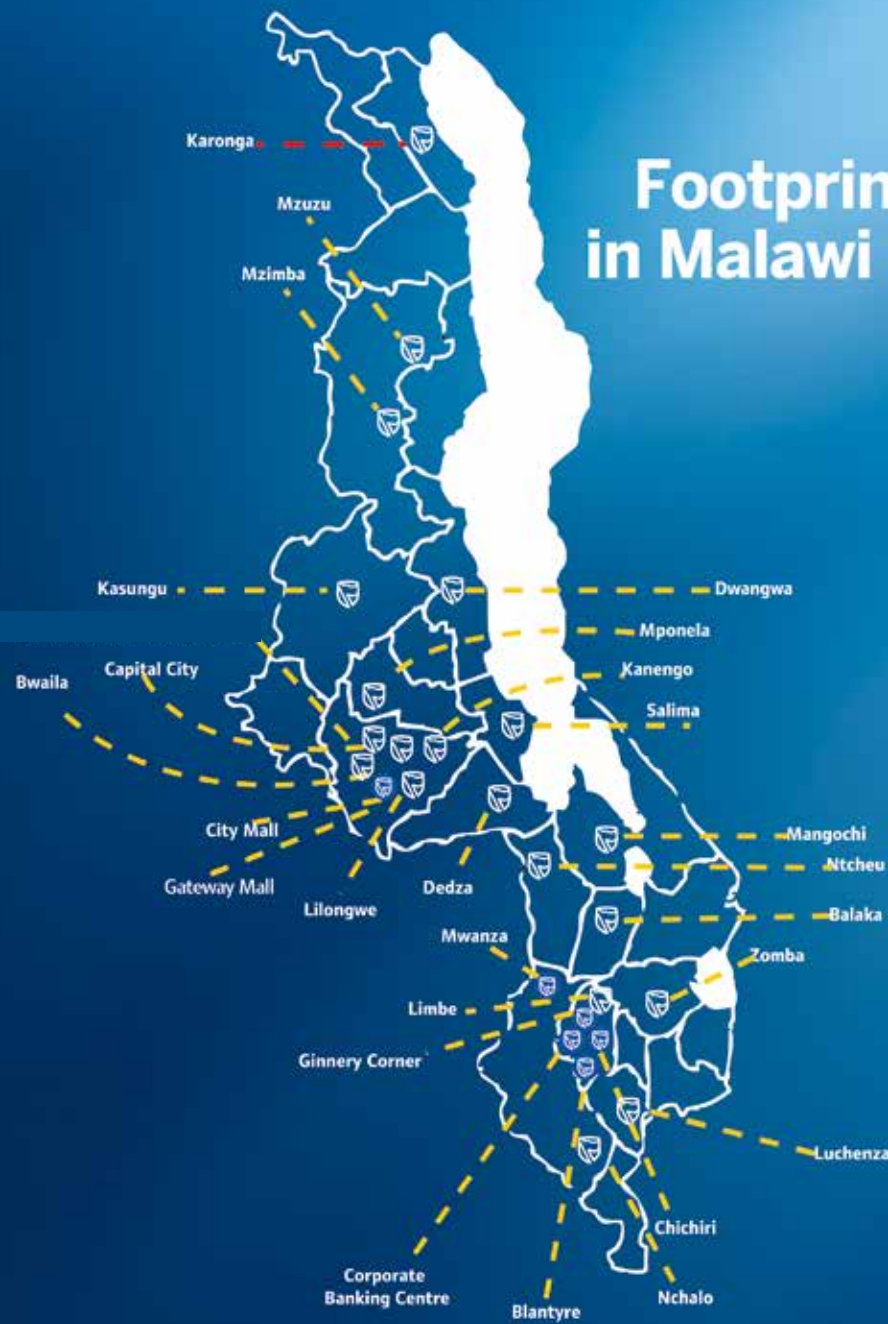 Karonga
Footprin
in Malawi
Mzuzu
Mzimba
Kasungu
Dwangwa
Mponela
Capital City
Kanengo
Bwaila
Salima
City Mall
Mangochi
Gateway Mall
Dedza
Ntcheu
Lilongwe
Balaka
Mwanza
Zomba
Limbe
Ginnery Corner
Luchenza
Chichiri
Corporate
Banking Centre
Nchalo
Blantyre